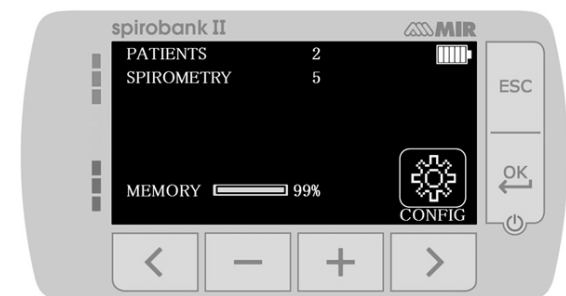 spirobank II MIR
PATIENTS 2
SPIROMETRY 5
ESC
MEMORY 99%
OK
CONFIG
< − + >